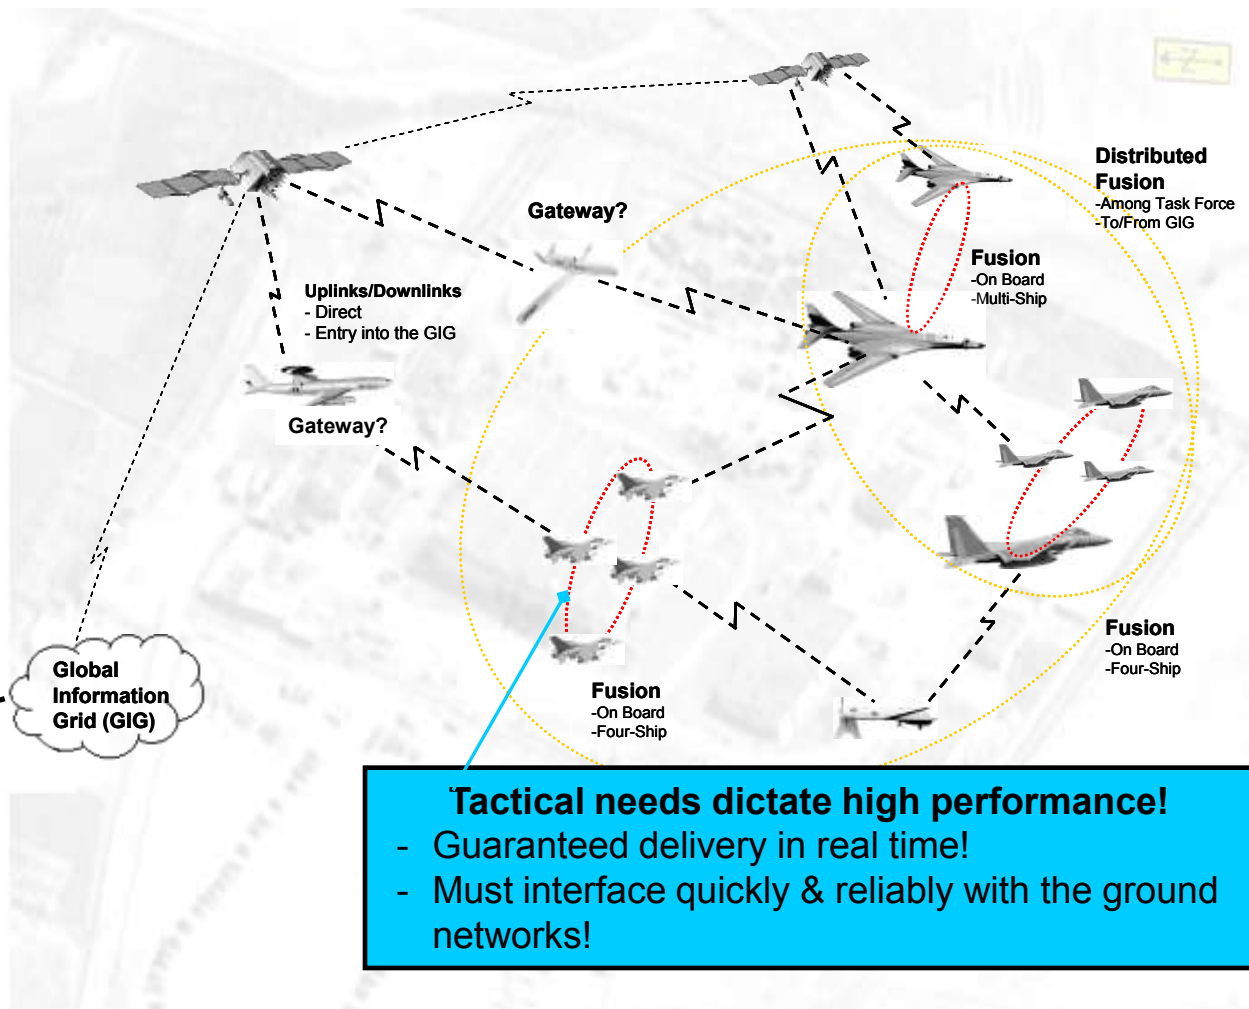 Distributed
Fusion
-Among Task Force
-To/From GIG
Gateway?
Fusion
-On Board
-Multi-Ship
Uplinks/Downlinks
- Direct
- Entry into the GIG
Gateway?
Fusion
-On Board
-Four-Ship
Global
Information
Grid (GIG)
Fusion
-On Board
-Four-Ship
Tactical needs dictate high performance!
- Guaranteed delivery in real time!
- Must interface quickly & reliably with the ground
networks!